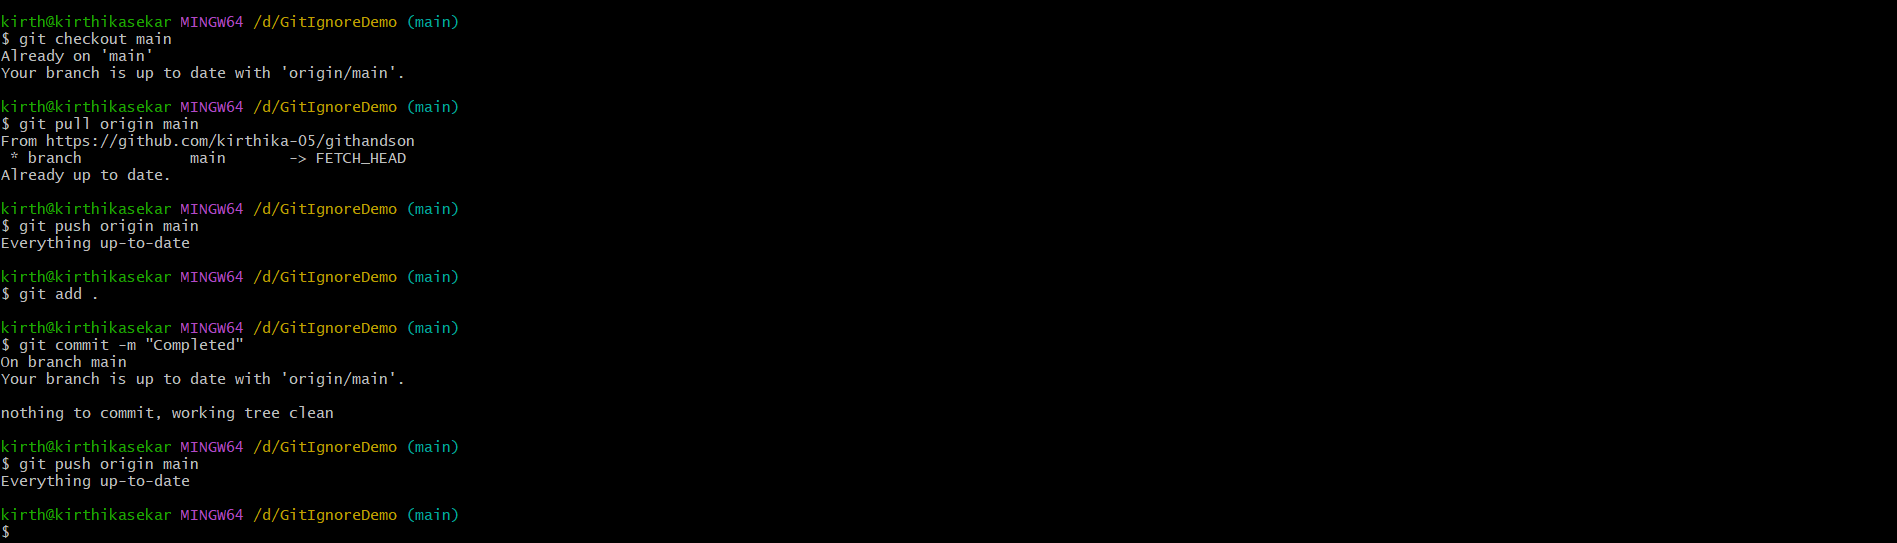 kirth@kirthikasekar MINGW64 /d/GitIgnoreDemo (main)
$ git checkout main
Already on 'main'
Your branch is up to date with 'origin/main'.
kirth@kirthikasekar MINGW64 /d/GitIgnoreDemo (main)
$ git pull origin main
From https://github.com/kirthika-05/githandson
 * branch            main       -> FETCH_HEAD
Already up to date.
kirth@kirthikasekar MINGW64 /d/GitIgnoreDemo (main)
$ git push origin main
Everything up-to-date
kirth@kirthikasekar MINGW64 /d/GitIgnoreDemo (main)
$ git add .
kirth@kirthikasekar MINGW64 /d/GitIgnoreDemo (main)
$ git commit -m "Completed"
On branch main
Your branch is up to date with 'origin/main'.
nothing to commit, working tree clean
kirth@kirthikasekar MINGW64 /d/GitIgnoreDemo (main)
$ git push origin main
Everything up-to-date
kirth@kirthikasekar MINGW64 /d/GitIgnoreDemo (main)
$